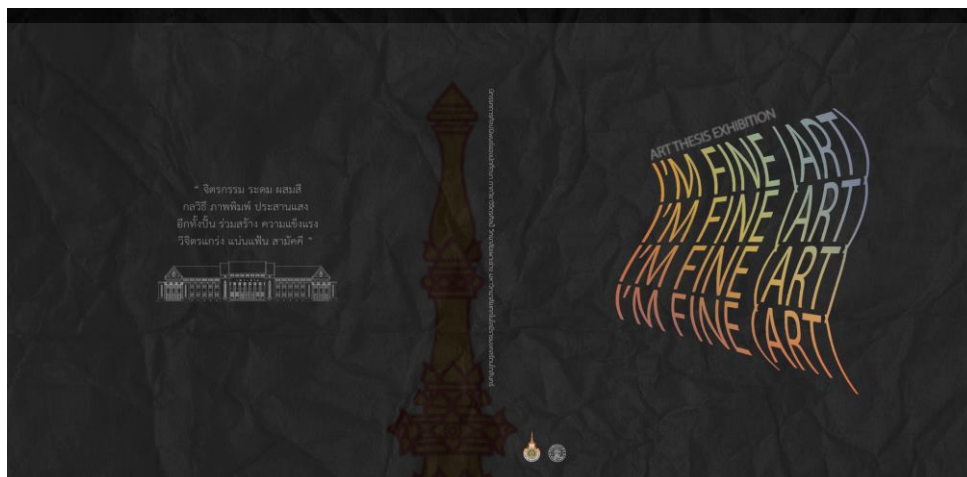 " จิตรกรรม ระดม ผสมสี
กลวิธี ภาพพิมพ์ ประสานแสง
อีกทั้งปั้น ร่วมสร้าง ความแข็งแรง
วิจิตรแกร่ง แน่นแฟ้น สามัคคี "
ART THESIS EXHIBITION
I'M FINE (ART)
I'M FINE (ART)
I'M FINE (ART)
I'M FINE (ART)